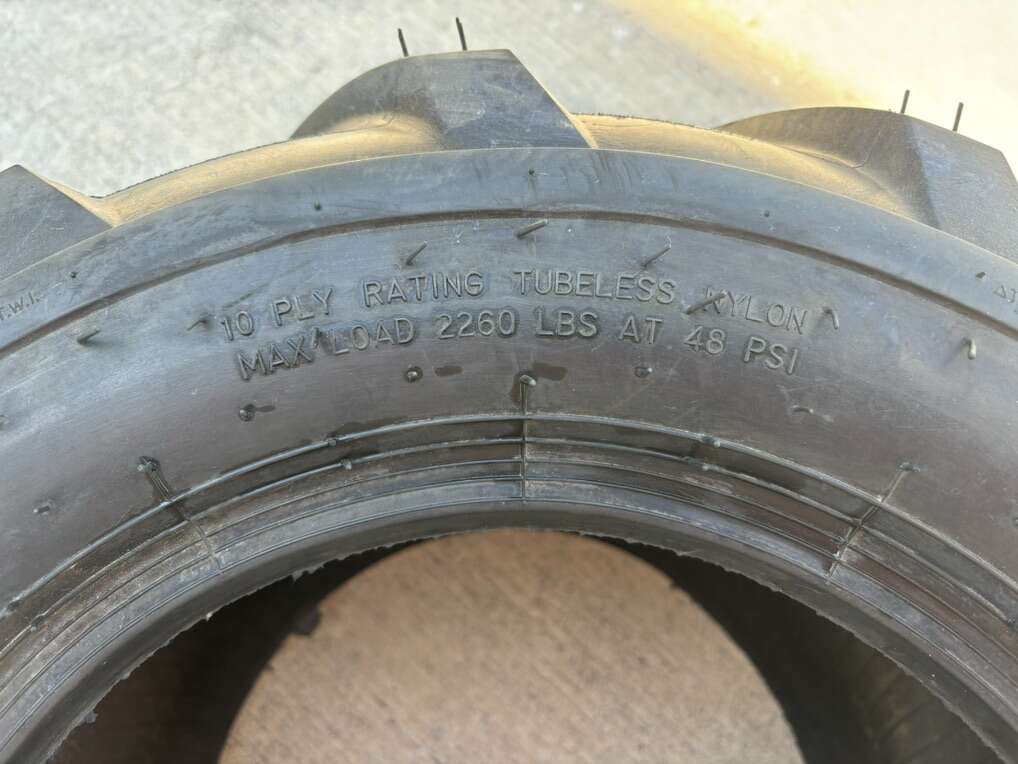 10 PLY RATING TUBELESS NYLON
MAX LOAD 2260 LBS AT 48 PSI
T.W.I.